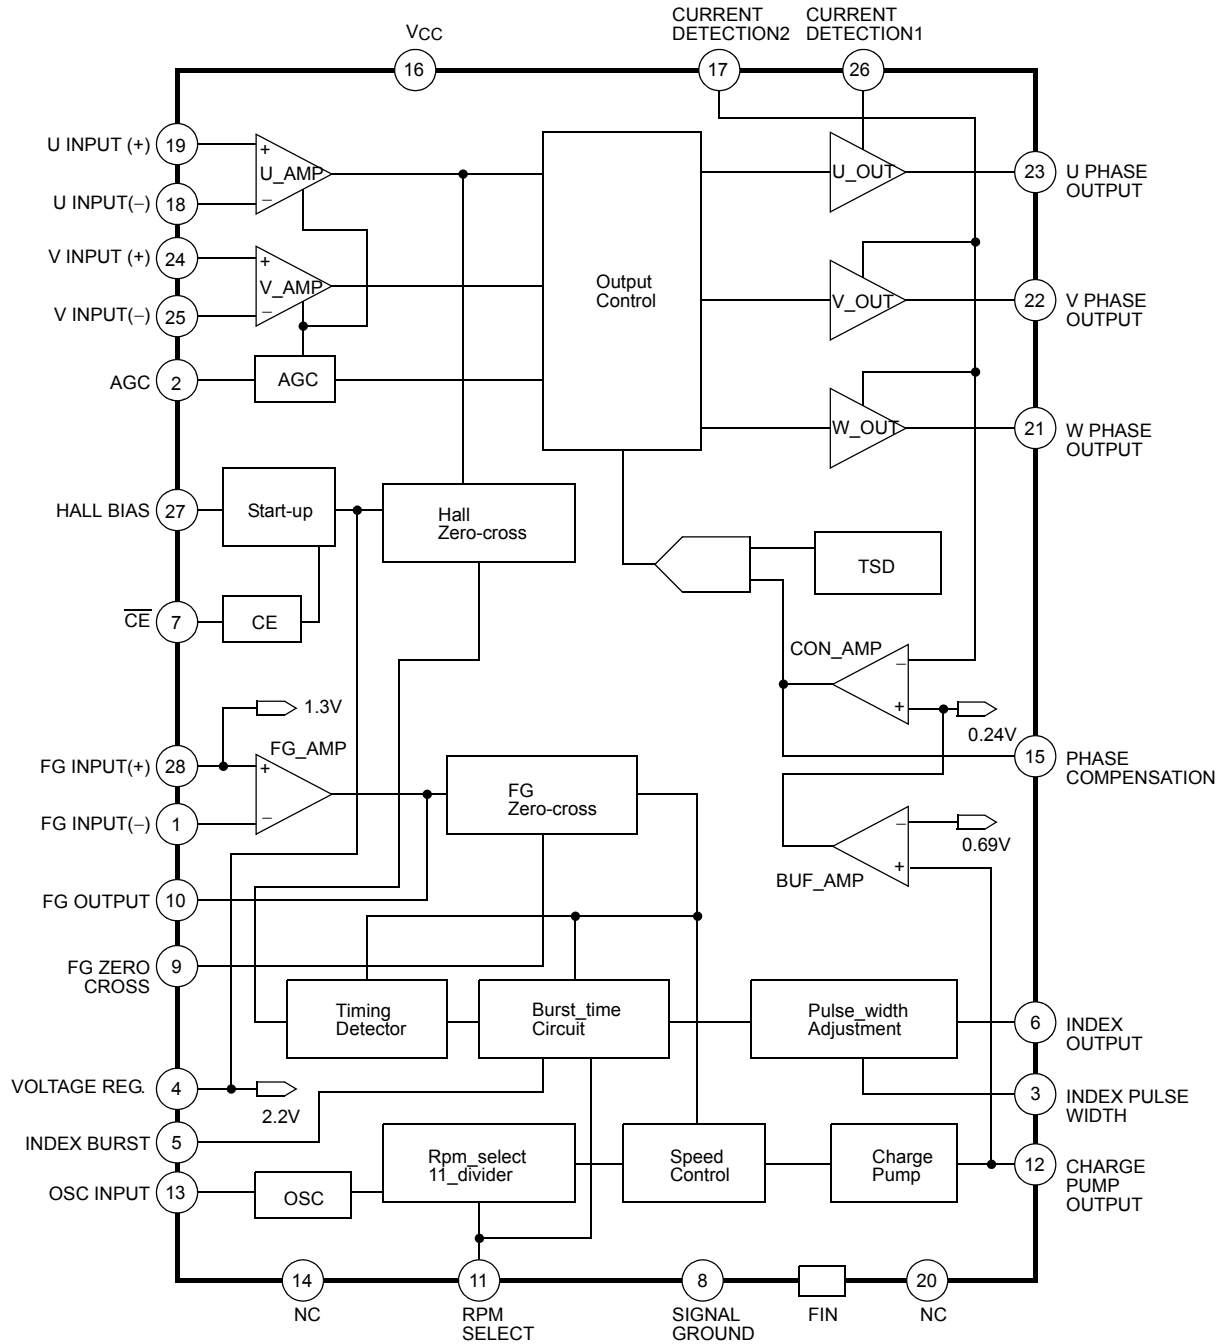 CURRENT
DETECTION2
CURRENT
DETECTION1
VCC
16
17
26
U INPUT (+)
19
+
U_AMP
−
U INPUT(−)
18
V INPUT (+)
24
+
V_AMP
−
V INPUT(−)
25
AGC
2
AGC
Output
Control
U_OUT
23
U PHASE
OUTPUT
V_OUT
22
V PHASE
OUTPUT
W_OUT
21
W PHASE
OUTPUT
HALL BIAS
27
Start-up
Hall
Zero-cross
TSD
CE
7
CE
CON_AMP
−
+
0.24V
1.3V
FG_AMP
FG INPUT(+)
28
+
−
FG INPUT(−)
1
FG
Zero-cross
15
PHASE
COMPENSATION
−
0.69V
+
BUF_AMP
FG OUTPUT
10
FG ZERO
CROSS
9
Timing
Detector
Burst_time
Circuit
Pulse_width
Adjustment
6
INDEX
OUTPUT
VOLTAGE REG.
4
2.2V
3
INDEX PULSE
WIDTH
INDEX BURST
5
OSC INPUT
13
OSC
Rpm_select
11_divider
Speed
Control
Charge
Pump
12
CHARGE
PUMP
OUTPUT
14
NC
11
RPM
SELECT
8
SIGNAL
GROUND
FIN
20
NC